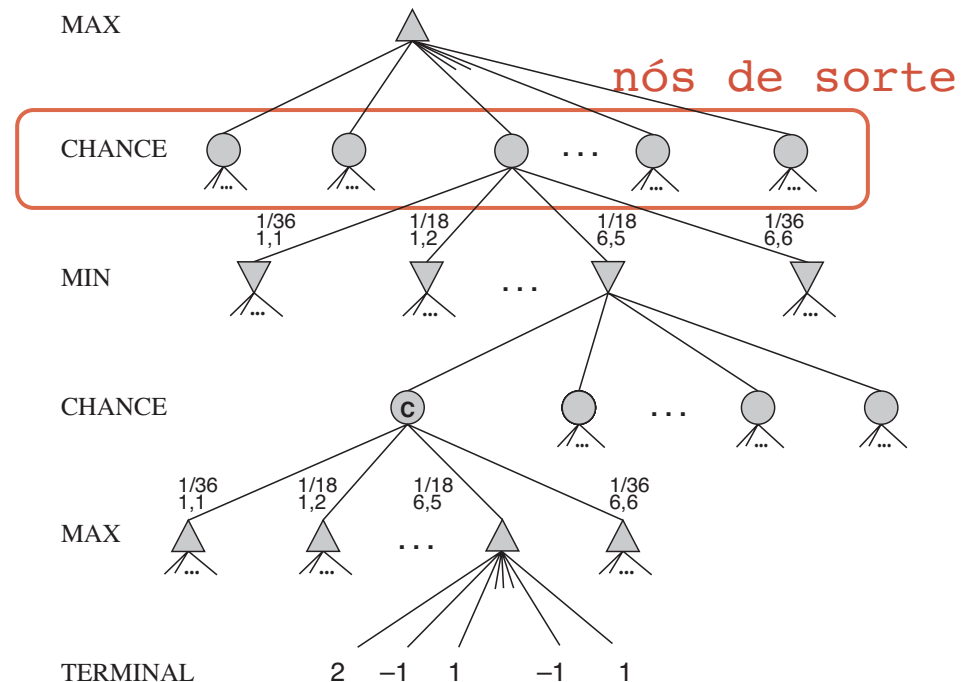 MAX
nós de sorte
CHANCE . . .
... ... ... ... ...
1/36 1/18 1/18 1/36
1,1 1,2 6,5 6,6
MIN . . .
... ... ...
CHANCE C . . .
... ... ...
1/36 1/18 1/18 1/36
1,1 1,2 6,5 6,6
MAX . . .
... ... ...
TERMINAL 2 –1 1 –1 1